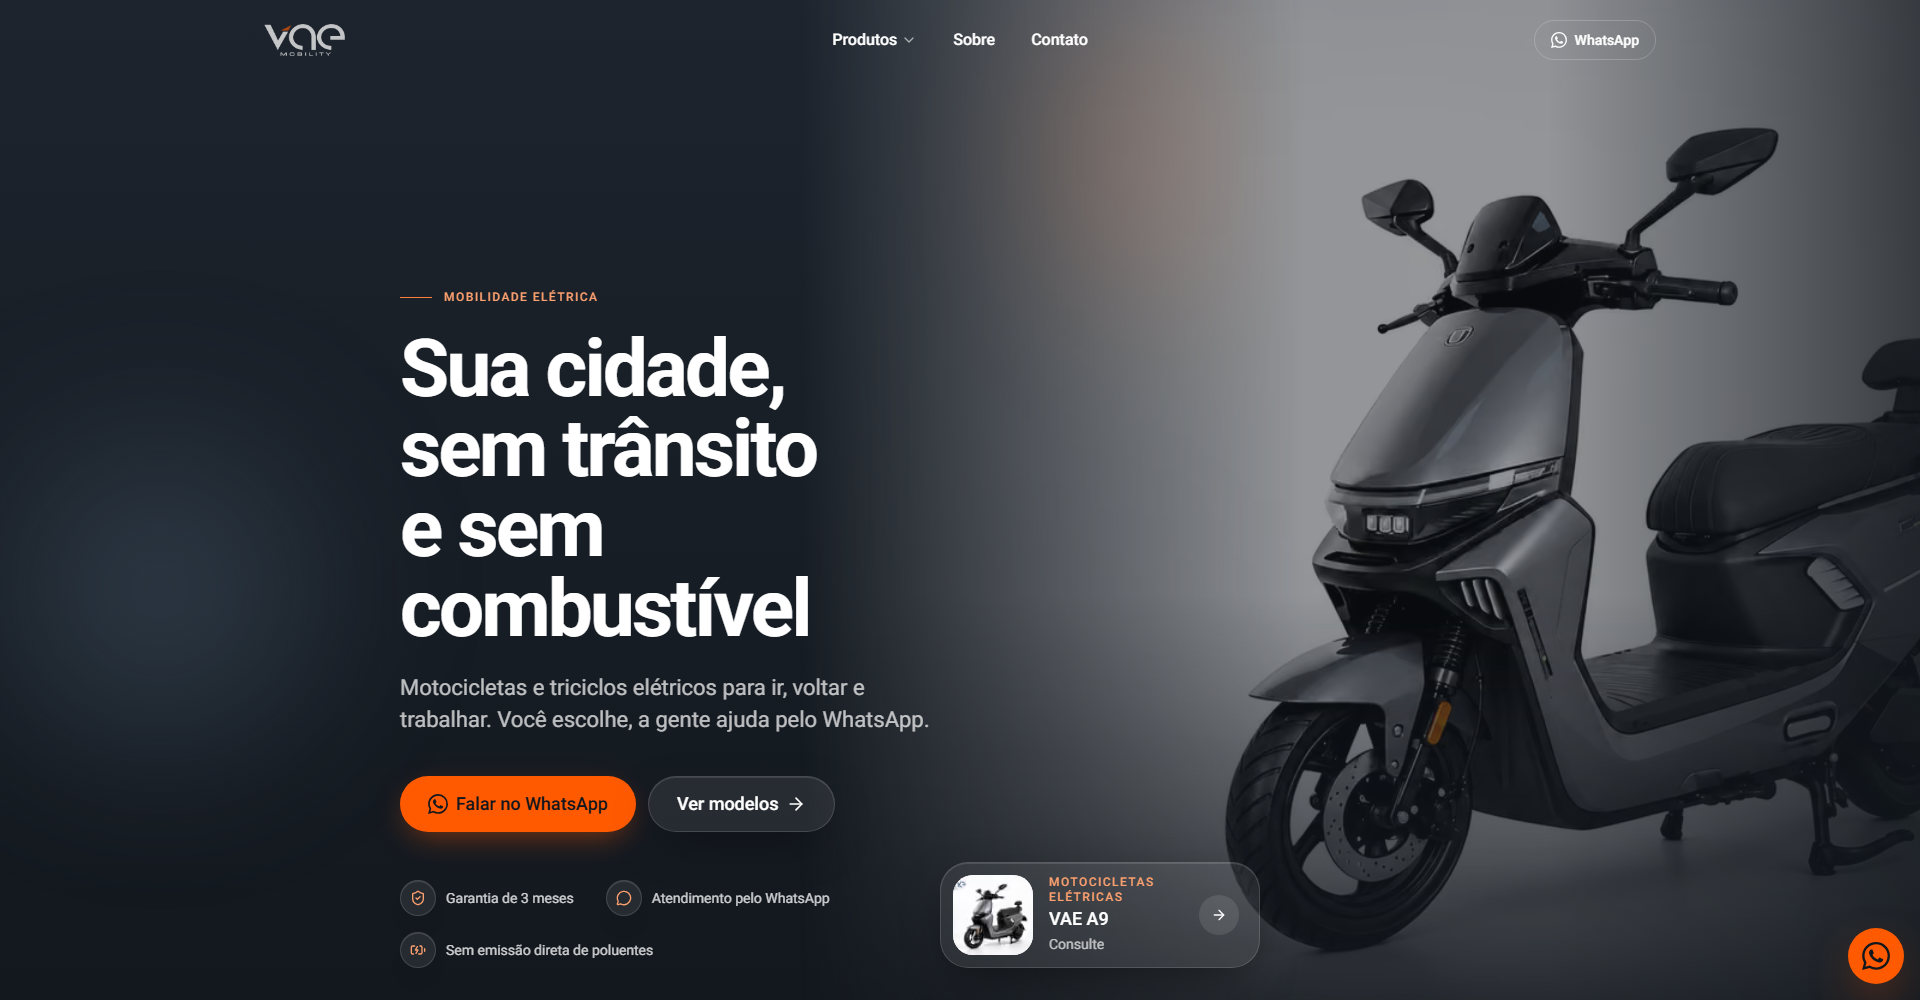 vae
MOBILITY
Produtos
Sobre
Contato
WhatsApp
MOBILIDADE ELÉTRICA
Sua cidade,
sem trânsito
e sem
combustível
Motocicletas e triciclos elétricos para ir, voltar e
trabalhar. Você escolhe, a gente ajuda pelo WhatsApp.
Falar no WhatsApp
Ver modelos
Garantia de 3 meses
Atendimento pelo WhatsApp
Sem emissão direta de poluentes
MOTOCICLETAS
ELÉTRICAS
VAE A9
Consulte